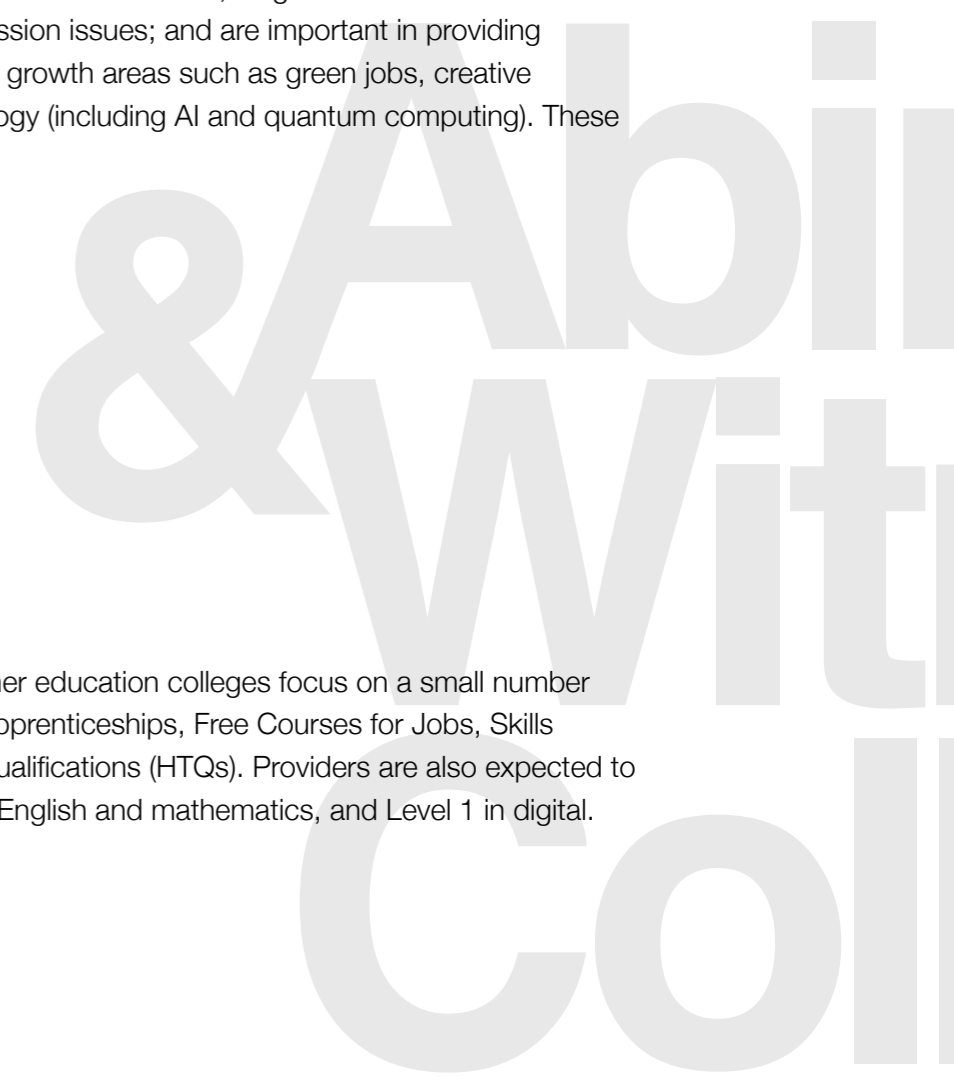 ssion issues; and are important in providing
growth areas such as green jobs, creative
ogy (including AI and quantum computing). These
Abin
& Wit
Coll
er education colleges focus on a small number
pprenticeships, Free Courses for Jobs, Skills
ualifications (HTQs). Providers are also expected to
English and mathematics, and Level 1 in digital.